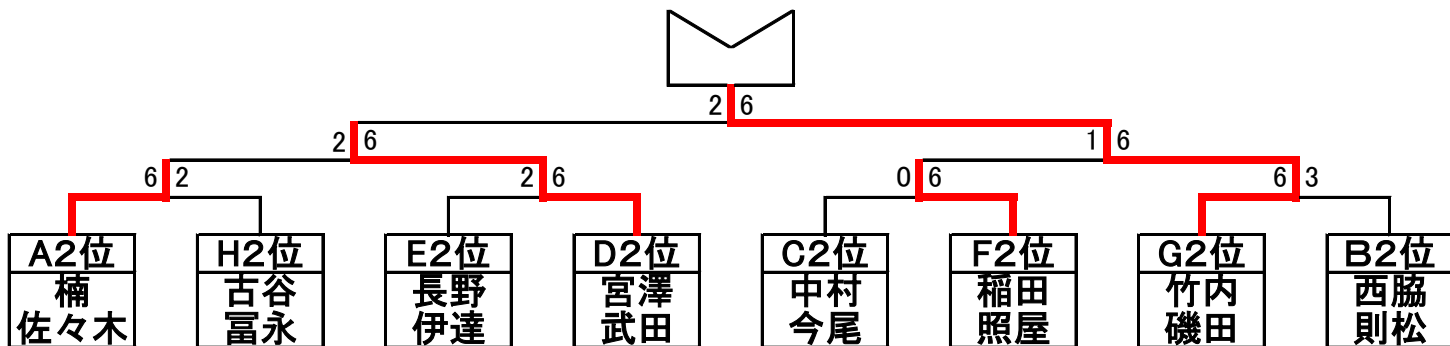 2 6
2 6 1 6
6 2 2 6 0 6 6 3
A2位 H2位 E2位 D2位 C2位 F2位 G2位 B2位
楠 古谷 長野 宮澤 中村 稲田 竹内 西脇
佐々木 冨永 伊達 武田 今尾 照屋 磯田 則松